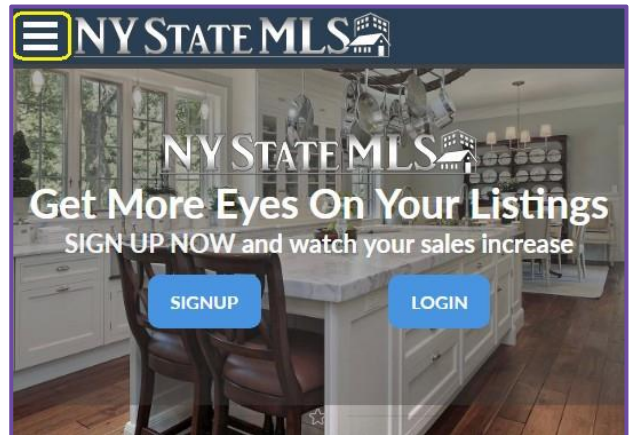 NY STATE MLS
NY STATE MLS
Get More Eyes On Your Listings
SIGN UP NOW and watch your sales increase
SIGNUP
LOGIN